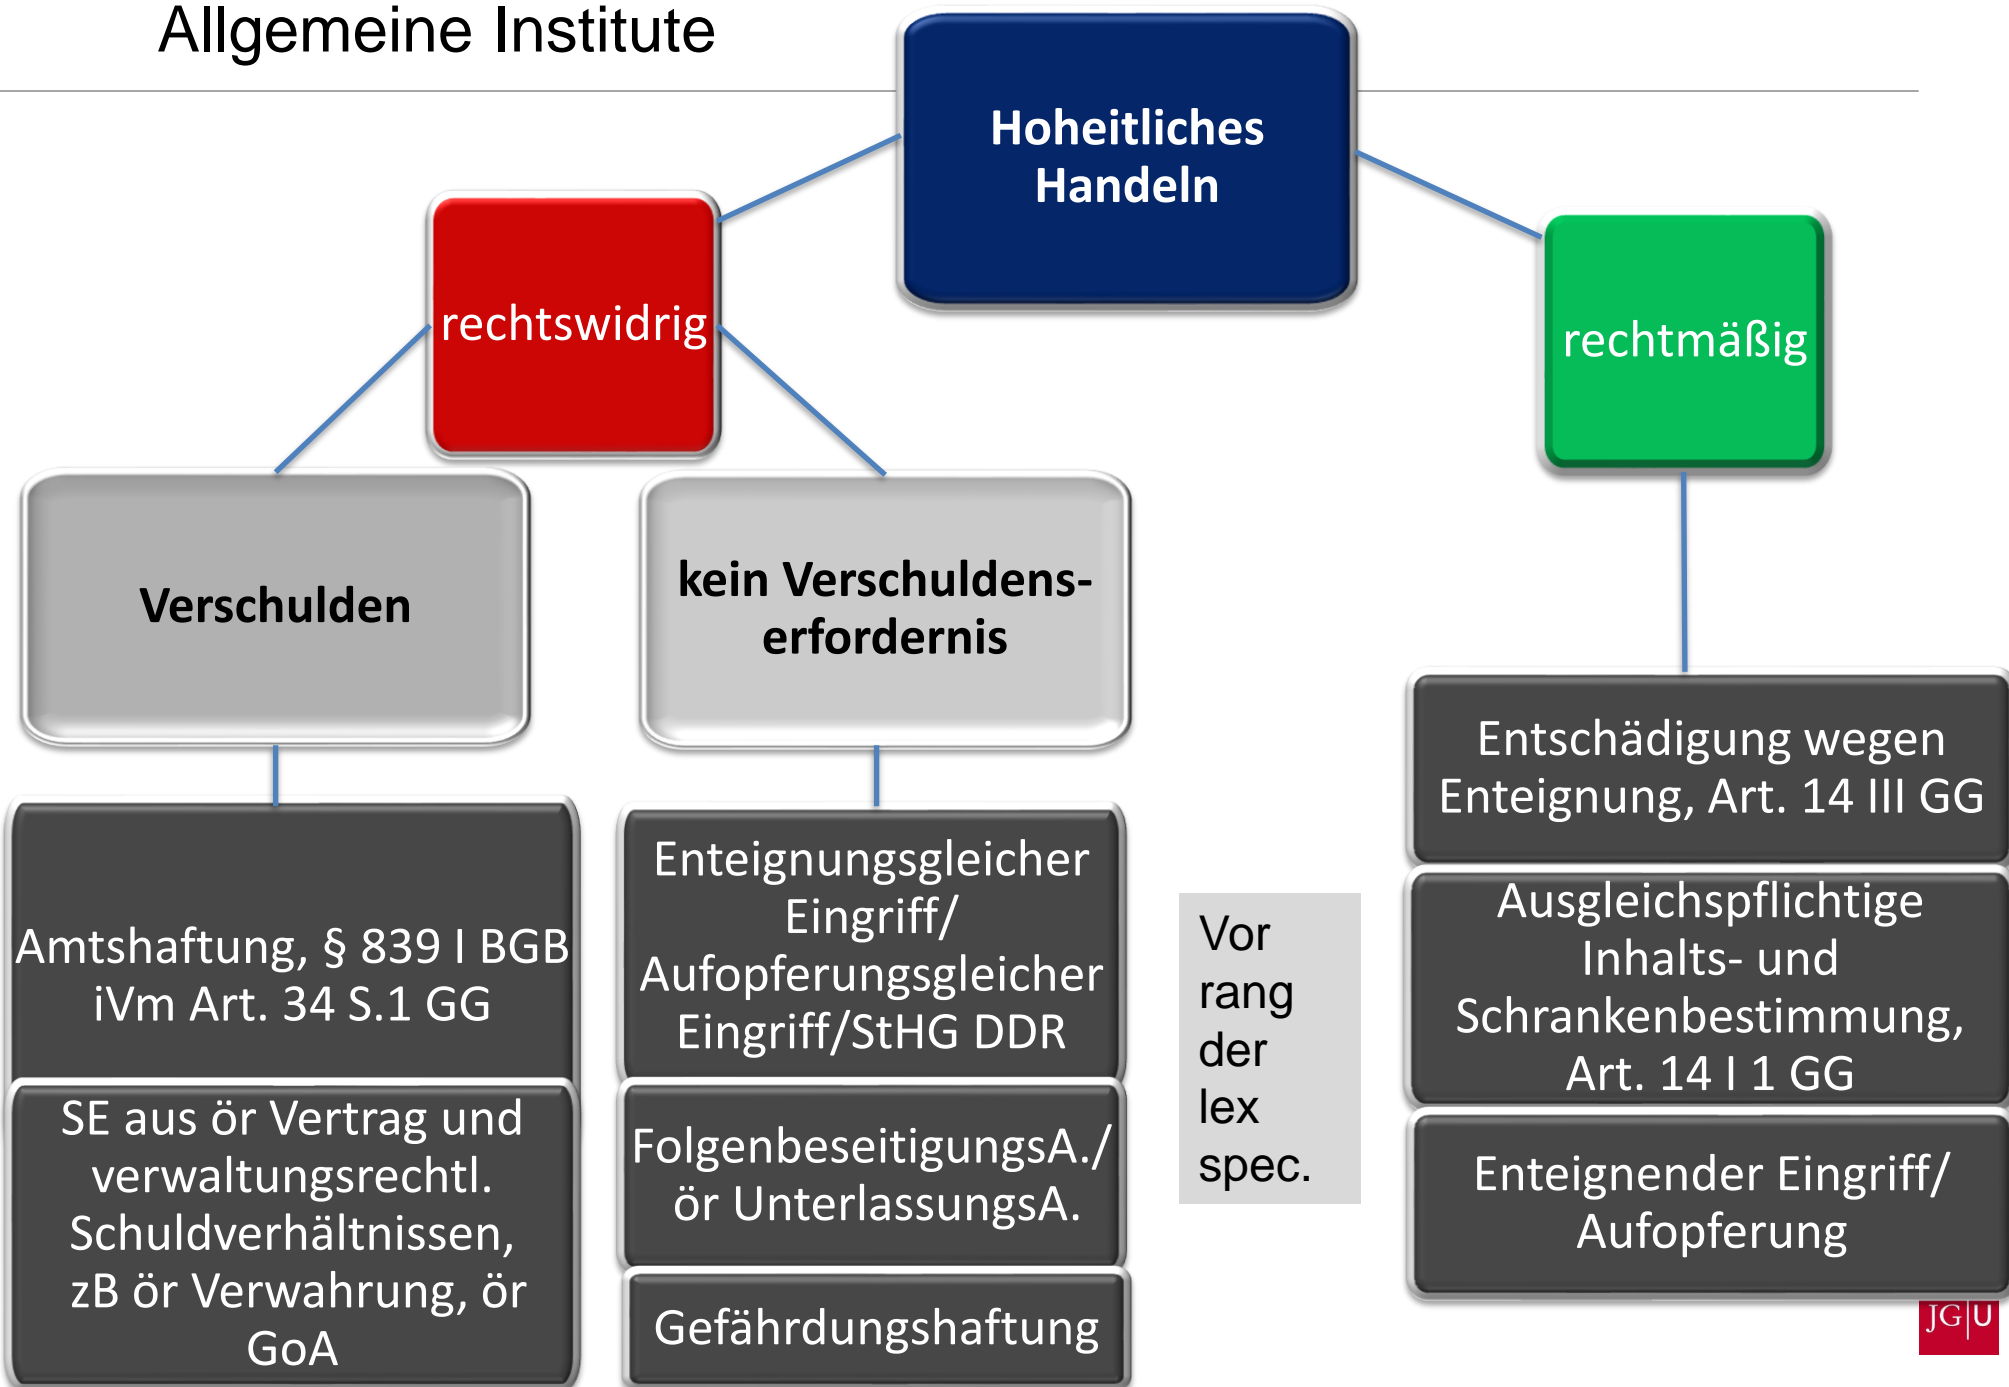 Allgemeine Institute
Hoheitliches
Handeln
rechtswidrig
rechtmäßig
Verschulden
kein Verschuldens-
erfordernis
Amtshaftung, § 839 I BGB
iVm Art. 34 S.1 GG
SE aus ör Vertrag und
verwaltungsrechtl.
Schuldverhältnissen,
zB ör Verwahrung, ör
GoA
Enteignungsgleicher
Eingriff/
Aufopferungsgleicher
Eingriff/StHG DDR
FolgenbeseitigungsA./
ör UnterlassungsA.
Gefährdungshaftung
Vor
rang
der
lex
spec.
Entschädigung wegen
Enteignung, Art. 14 III GG
Ausgleichspflichtige
Inhalts- und
Schrankenbestimmung,
Art. 14 I 1 GG
Enteignender Eingriff/
Aufopferung
JG|U